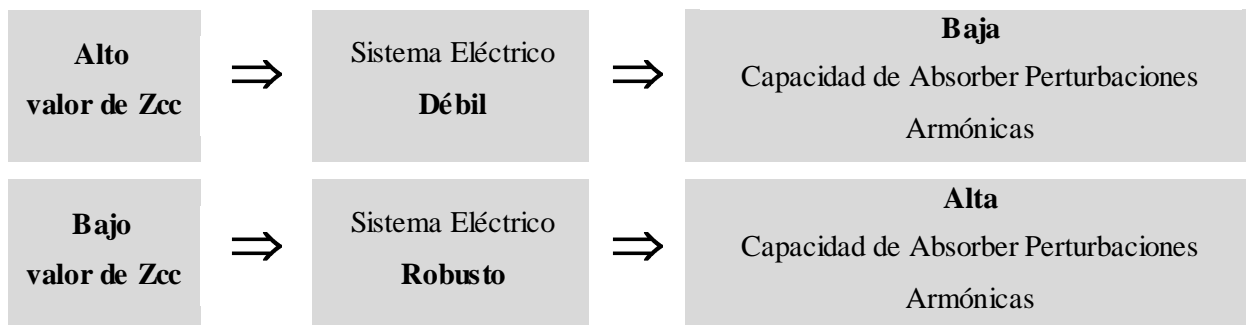 Alto
valor de Zcc
⇒
Sistema Eléctrico
Débil
⇒
Baja
Capacidad de Absorber Perturbaciones
Armónicas
Bajo
valor de Zcc
⇒
Sistema Eléctrico
Robusto
⇒
Alta
Capacidad de Absorber Perturbaciones
Armónicas